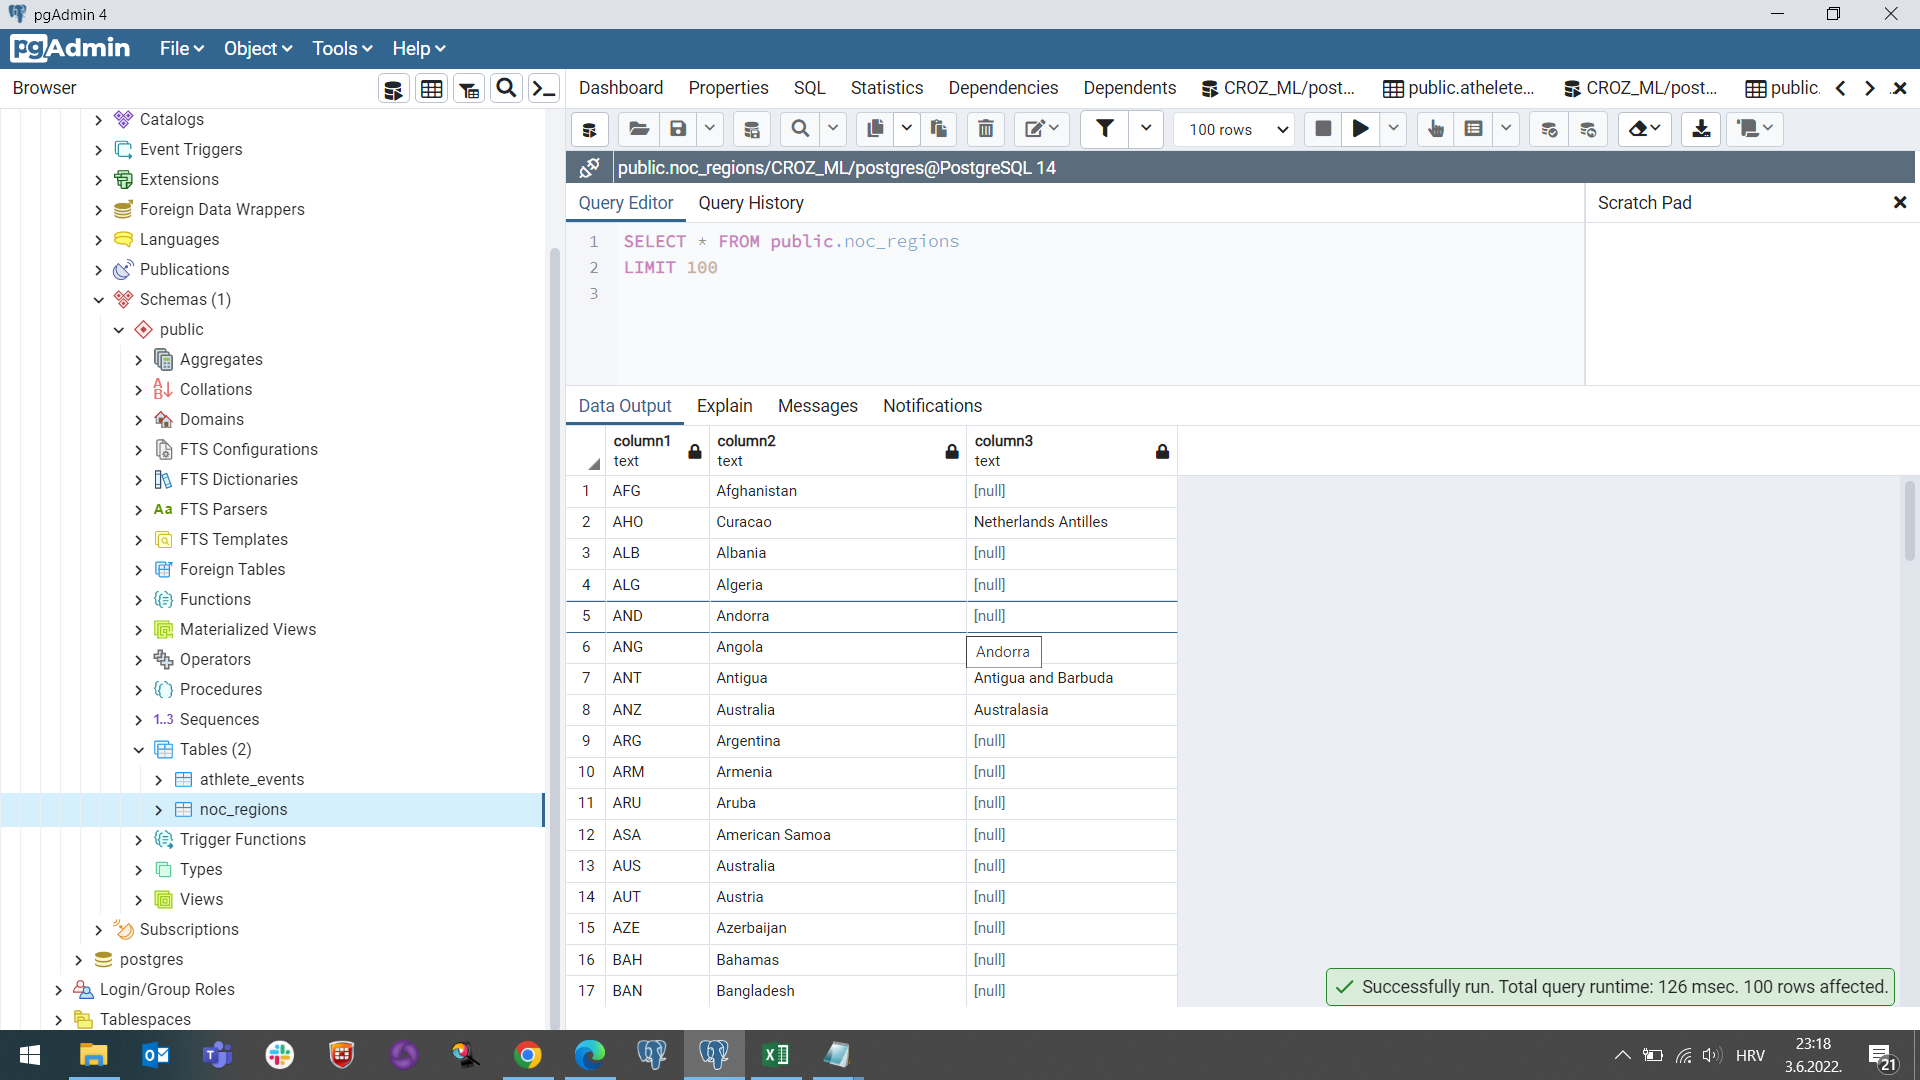 pgAdmin 4
pgAdmin File Object Tools Help
Browser
Dashboard Properties SQL Statistics Dependencies Dependents CROZ_ML/post... public.athelete... CROZ_ML/post... public.
100 rows
public.noc_regions/CROZ_ML/postgres@PostgreSQL 14
Query Editor Query History
Scratch Pad
1 SELECT * FROM public.noc_regions
2 LIMIT 100
3
Catalogs
Event Triggers
Extensions
Foreign Data Wrappers
Languages
Publications
Schemas (1)
public
Aggregates
Collations
Domains
FTS Configurations
FTS Dictionaries
Aa FTS Parsers
FTS Templates
Foreign Tables
Functions
Materialized Views
Operators
Procedures
1..3 Sequences
Tables (2)
athlete_events
noc_regions
Trigger Functions
Types
Views
Subscriptions
postgres
Login/Group Roles
Tablespaces
Data Output Explain Messages Notifications
column1 column2 column3
text text text
1 AFG Afghanistan [null]
2 AHO Curacao Netherlands Antilles
3 ALB Albania [null]
4 ALG Algeria [null]
5 AND Andorra [null]
6 ANG Angola Andorra
7 ANT Antigua Antigua and Barbuda
8 ANZ Australia Australasia
9 ARG Argentina [null]
10 ARM Armenia [null]
11 ARU Aruba [null]
12 ASA American Samoa [null]
13 AUS Australia [null]
14 AUT Austria [null]
15 AZE Azerbaijan [null]
16 BAH Bahamas [null]
17 BAN Bangladesh [null]
Successfully run. Total query runtime: 126 msec. 100 rows affected.
HRV
23:18
3.6.2022.
21